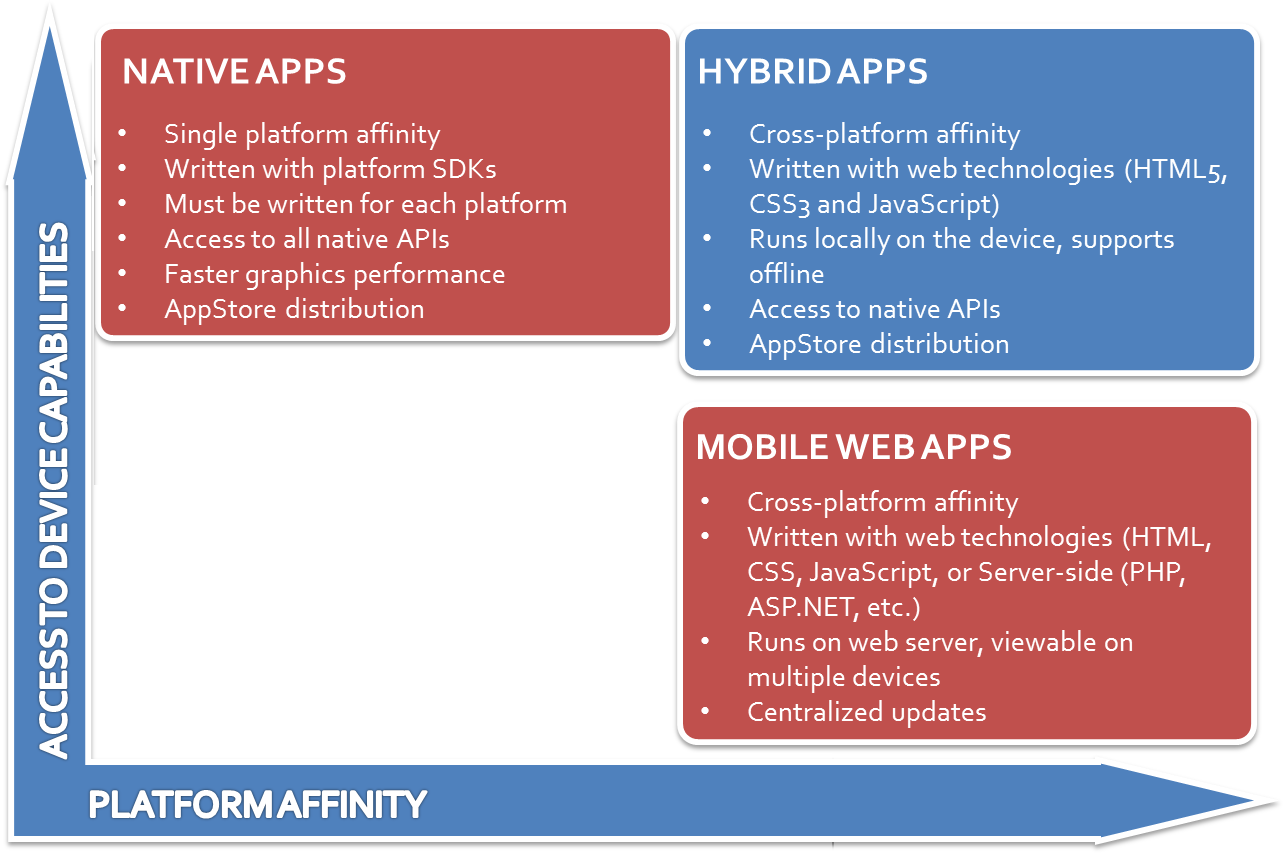 NATIVE APPS
• Single platform affinity
• Written with platform SDKs
• Must be written for each platform
• Access to all native APIs
• Faster graphics performance
• AppStore distribution
HYBRID APPS
• Cross-platform affinity
• Written with web technologies (HTML5,
CSS3 and JavaScript)
• Runs locally on the device, supports
offline
• Access to native APIs
• AppStore distribution
MOBILE WEB APPS
• Cross-platform affinity
• Written with web technologies (HTML,
CSS, JavaScript, or Server-side (PHP,
ASP.NET, etc.)
• Runs on web server, viewable on
multiple devices
• Centralized updates
ACCESS TO DEVICE CAPABILITIES
PLATFORM AFFINITY